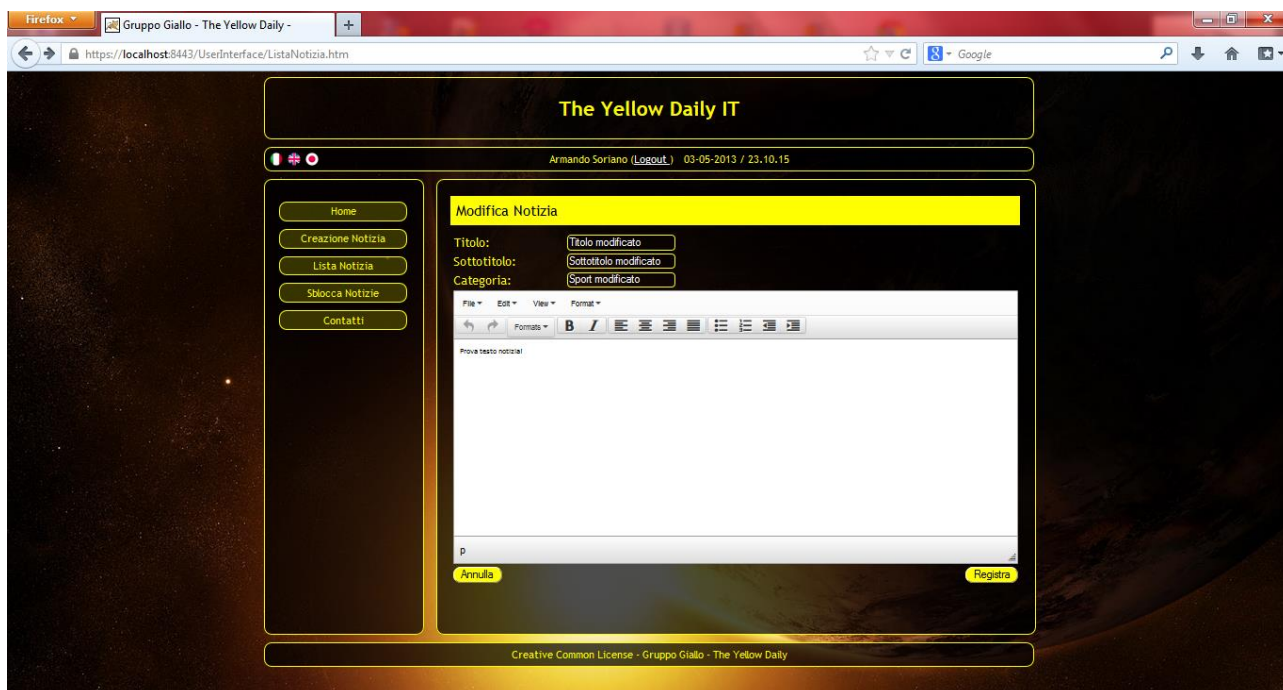 Firefox
Gruppo Giallo - The Yellow Daily -
https://localhost:8443/UserInterface/ListaNotizia.htm
Google
The Yellow Daily IT
Armando Soriano (Logout ) 03-05-2013 / 23.10.15
Home
Creazione Notizia
Lista Notizia
Sblocca Notizie
Contatti
Modifica Notizia
Titolo: Titolo modificato
Sottotitolo: Sottotitolo modificato
Categoria: Sport modificato
File Edit View Format
Formats B I
Prova testo notizia!
p
Annulla Registra
Creative Common License - Gruppo Giallo - The Yellow Daily